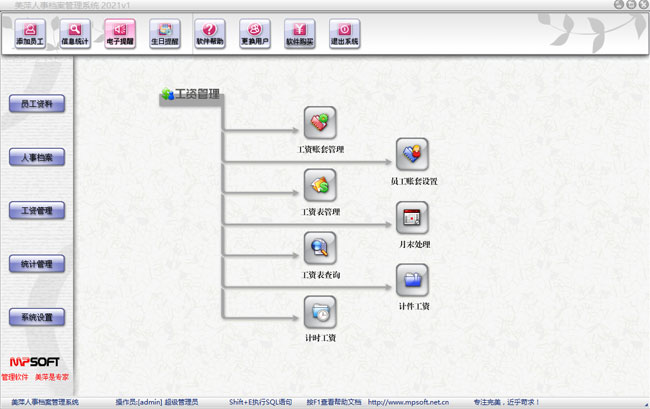 美萍人事档案管理系统 2021v1
添加员工
信息统计
电子提醒
生日提醒
软件帮助
更换用户
软件购买
退出系统
员工资料
人事档案
工资管理
统计管理
系统设置
工资管理
工资账套管理
员工账套设置
工资表管理
月末处理
工资表查询
计件工资
计时工资
MPSOFT
管理软件 美萍是专家
美萍人事档案管理系统 操作员:[admin] 超级管理员 Shift+E执行SQL语句 按F1查看帮助文档 http://www.mpsoft.net.cn 专注完美，近乎苛求！